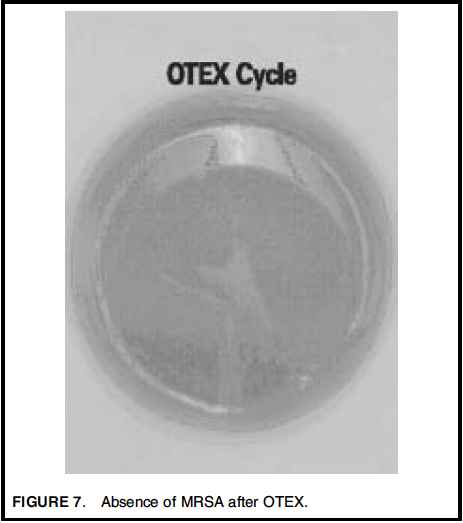 OTEX Cycle
FIGURE 7. Absence of MRSA after OTEX.